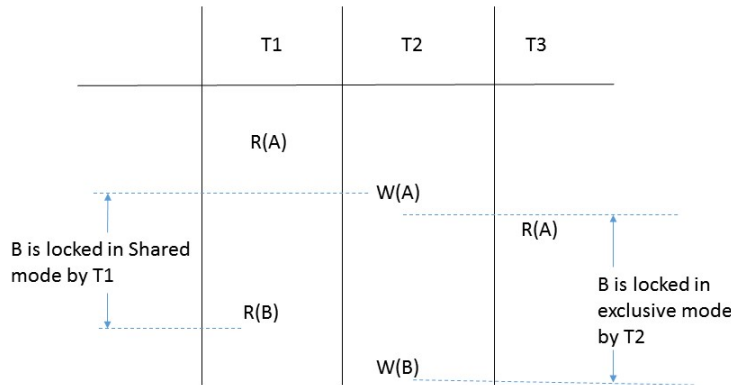 T1 T2 T3
R(A)
W(A)
R(A)
B is locked in Shared
mode by T1
B is locked in
exclusive mode
by T2
R(B)
W(B)